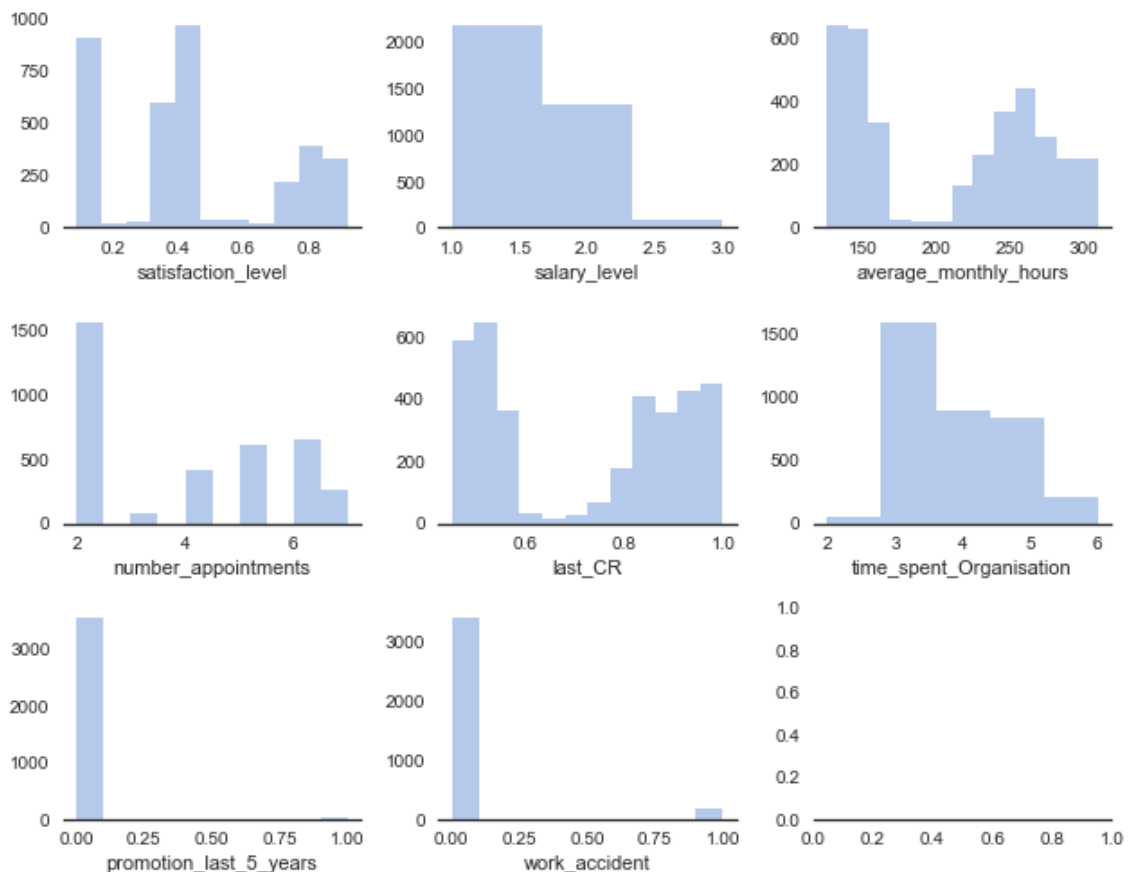 1000
750
500
250
0
0.2 0.4 0.6 0.8
satisfaction_level
2000
1500
1000
500
0
1.0 1.5 2.0 2.5 3.0
salary_level
600
400
200
0
150 200 250 300
average_monthly_hours
1500
1000
500
0
2 4 6
number_appointments
600
400
200
0
0.6 0.8 1.0
last_CR
1500
1000
500
0
2 3 4 5 6
time_spent_Organisation
3000
2000
1000
0
0.00 0.25 0.50 0.75 1.00
promotion_last_5_years
3000
2000
1000
0
0.00 0.25 0.50 0.75 1.00
work_accident
1.0
0.8
0.6
0.4
0.2
0.0
0.0 0.2 0.4 0.6 0.8 1.0